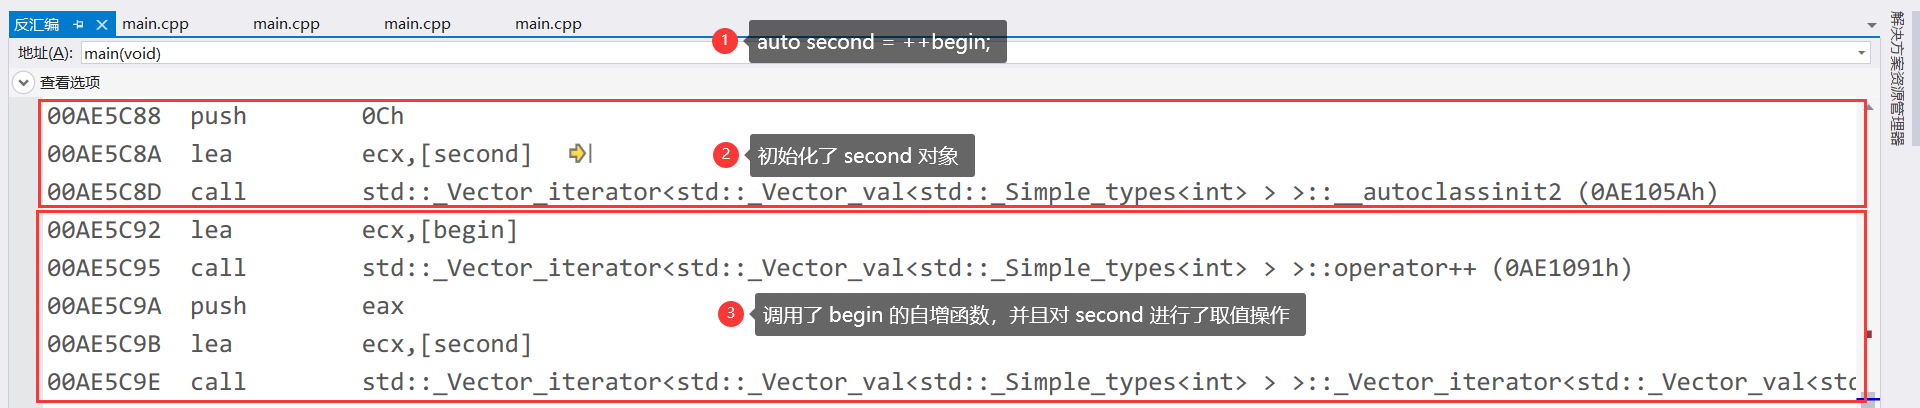 反汇编 main.cpp main.cpp main.cpp main.cpp
1 auto second = ++begin;
地址(A): main(void)
查看选项
00AE5C88 push 0Ch
00AE5C8A lea ecx,[second]
2 初始化了 second 对象
00AE5C8D call std::_Vector_iterator<std::_Vector_val<std::_Simple_types<int> > >::__autoclassinit2 (0AE105Ah)
00AE5C92 lea ecx,[begin]
00AE5C95 call std::_Vector_iterator<std::_Vector_val<std::_Simple_types<int> > >::operator++ (0AE1091h)
00AE5C9A push eax
3 调用了 begin 的自增函数，并且对 second 进行了取值操作
00AE5C9B lea ecx,[second]
00AE5C9E call std::_Vector_iterator<std::_Vector_val<std::_Simple_types<int> > >::_Vector_iterator<std::_Vector_val<std
解决方案资源管理器